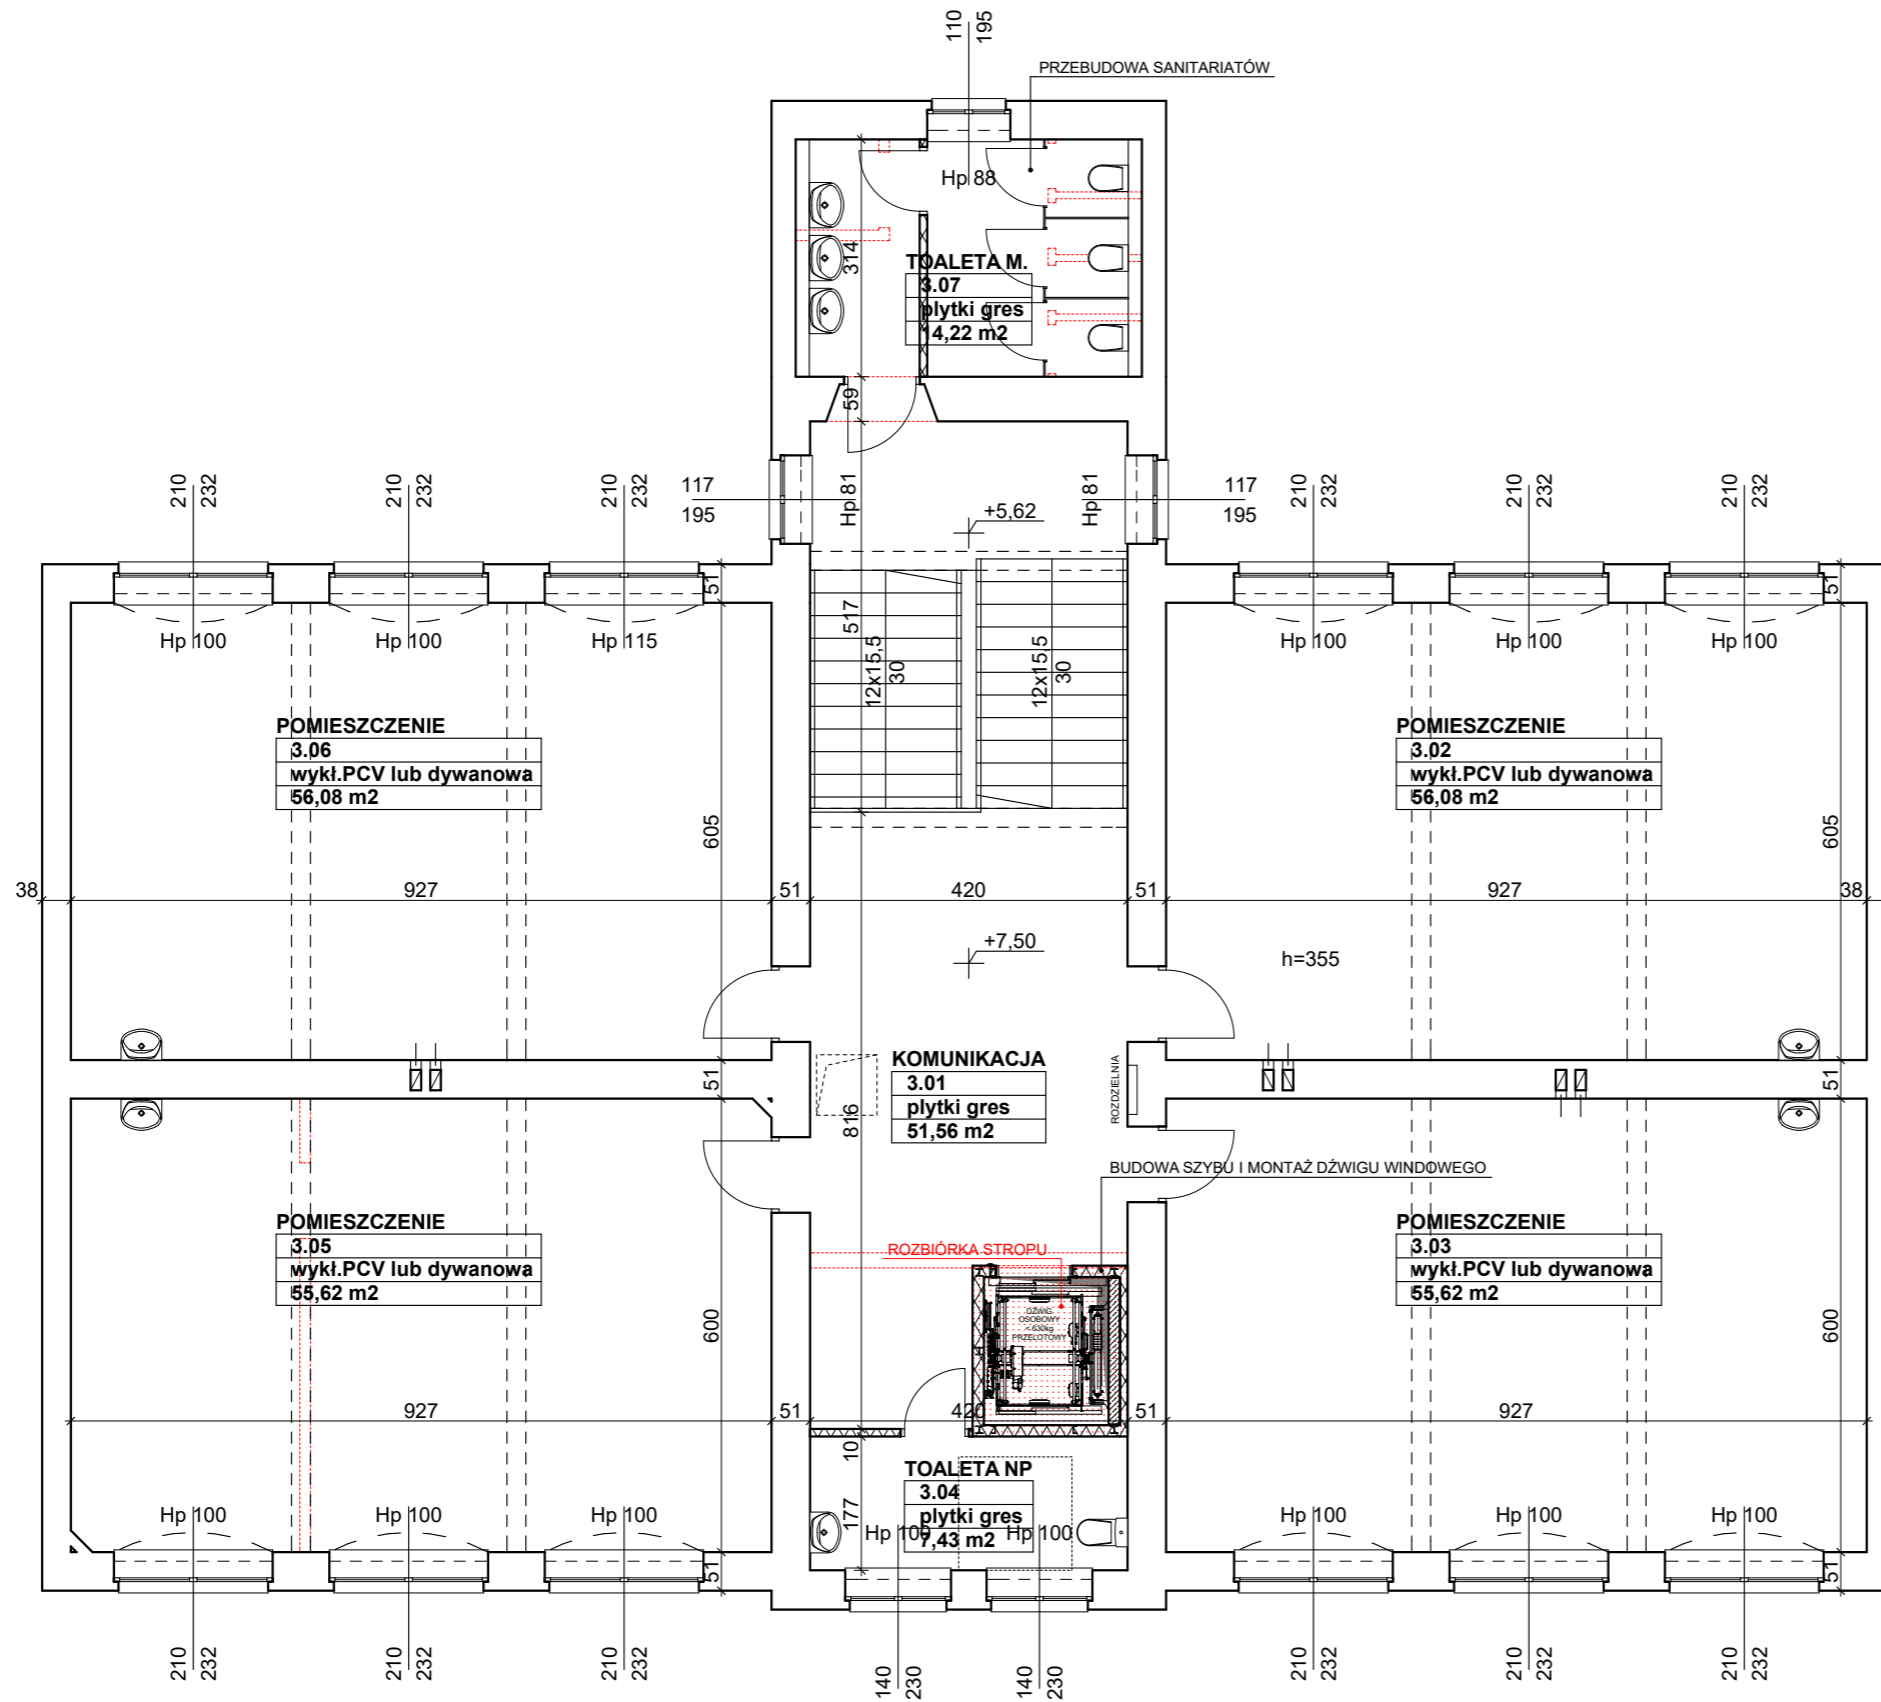 110
195
PRZEBUDOWA SANITARIATÓW
Hp 88
314
TOALETA M.
3.07
plytki gres
14,22 m2
59
210
232
210
232
210
232
117
195
Hp 81
+5,62
Hp 81
117
195
210
232
210
232
210
232
51
51
Hp 100
Hp 100
Hp 115
517
12x15,5
30
12x15,5
30
Hp 100
Hp 100
Hp 100
POMIESZCZENIE
3.06
wykł.PCV lub dywanowa
56,08 m2
POMIESZCZENIE
3.02
wykł.PCV lub dywanowa
56,08 m2
605
605
38
927
51
420
51
927
38
+7,50
h=355
KOMUNIKACJA
3.01
plytki gres
51,56 m2
ROZDZIELNIA
51
816
51
BUDOWA SZYBU I MONTAŻ DŹWIGU WINDOWEGO
POMIESZCZENIE
3.05
wykł.PCV lub dywanowa
55,62 m2
ROZBIÓRKA STROPU
POMIESZCZENIE
3.03
wykł.PCV lub dywanowa
55,62 m2
600
DŹWIG
OSOBOWY
<630kg
PRZELOTOWY
600
927
51
420
51
927
10
TOALETA NP
3.04
plytki gres
7,43 m2
177
Hp 100
Hp 100
Hp 100
Hp 100
Hp 100
Hp 100
Hp 100
Hp 100
51
51
210
232
210
232
210
232
140
230
140
230
210
232
210
232
210
232